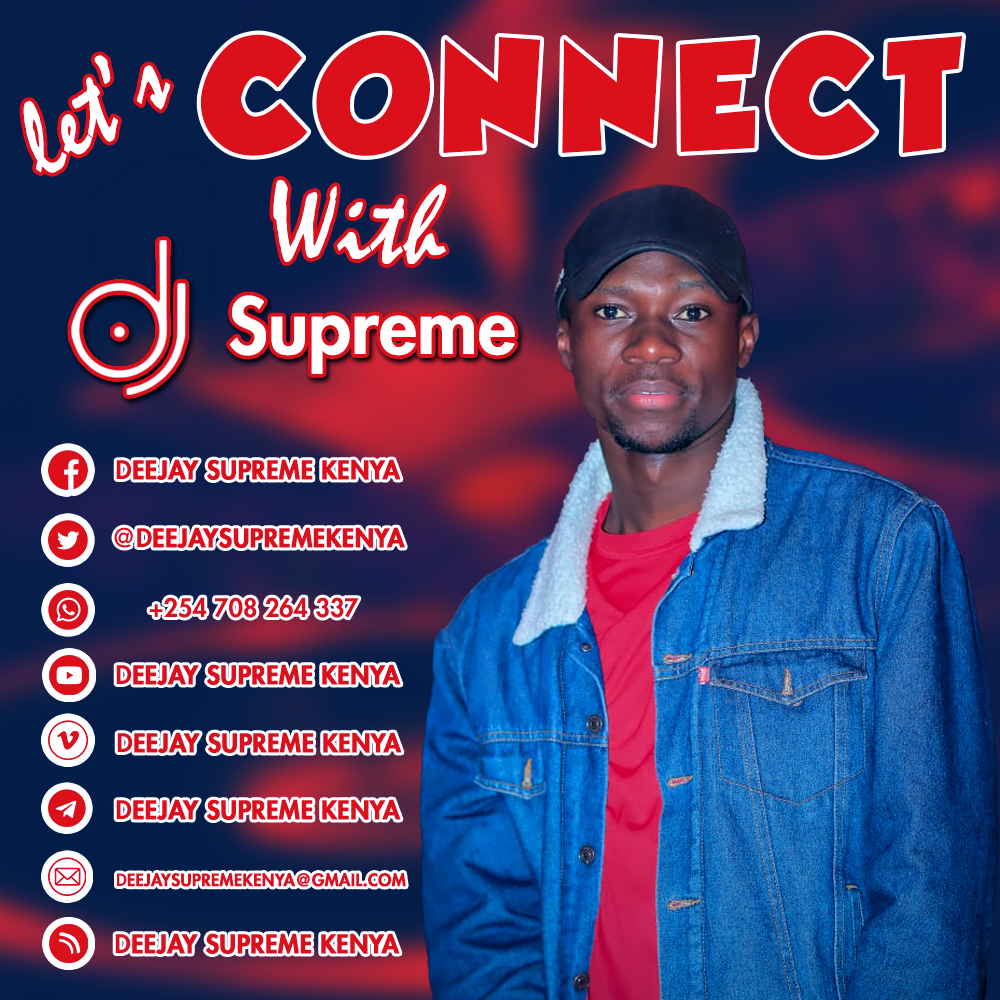 let's CONNECT
With
dj Supreme
DEEJAY SUPREME KENYA
@DEEJAYSUPREMEKENYA
+254 708 264 337
DEEJAY SUPREME KENYA
DEEJAY SUPREME KENYA
DEEJAY SUPREME KENYA
DEEJAYSUPREMEKENYA@GMAIL.COM
DEEJAY SUPREME KENYA